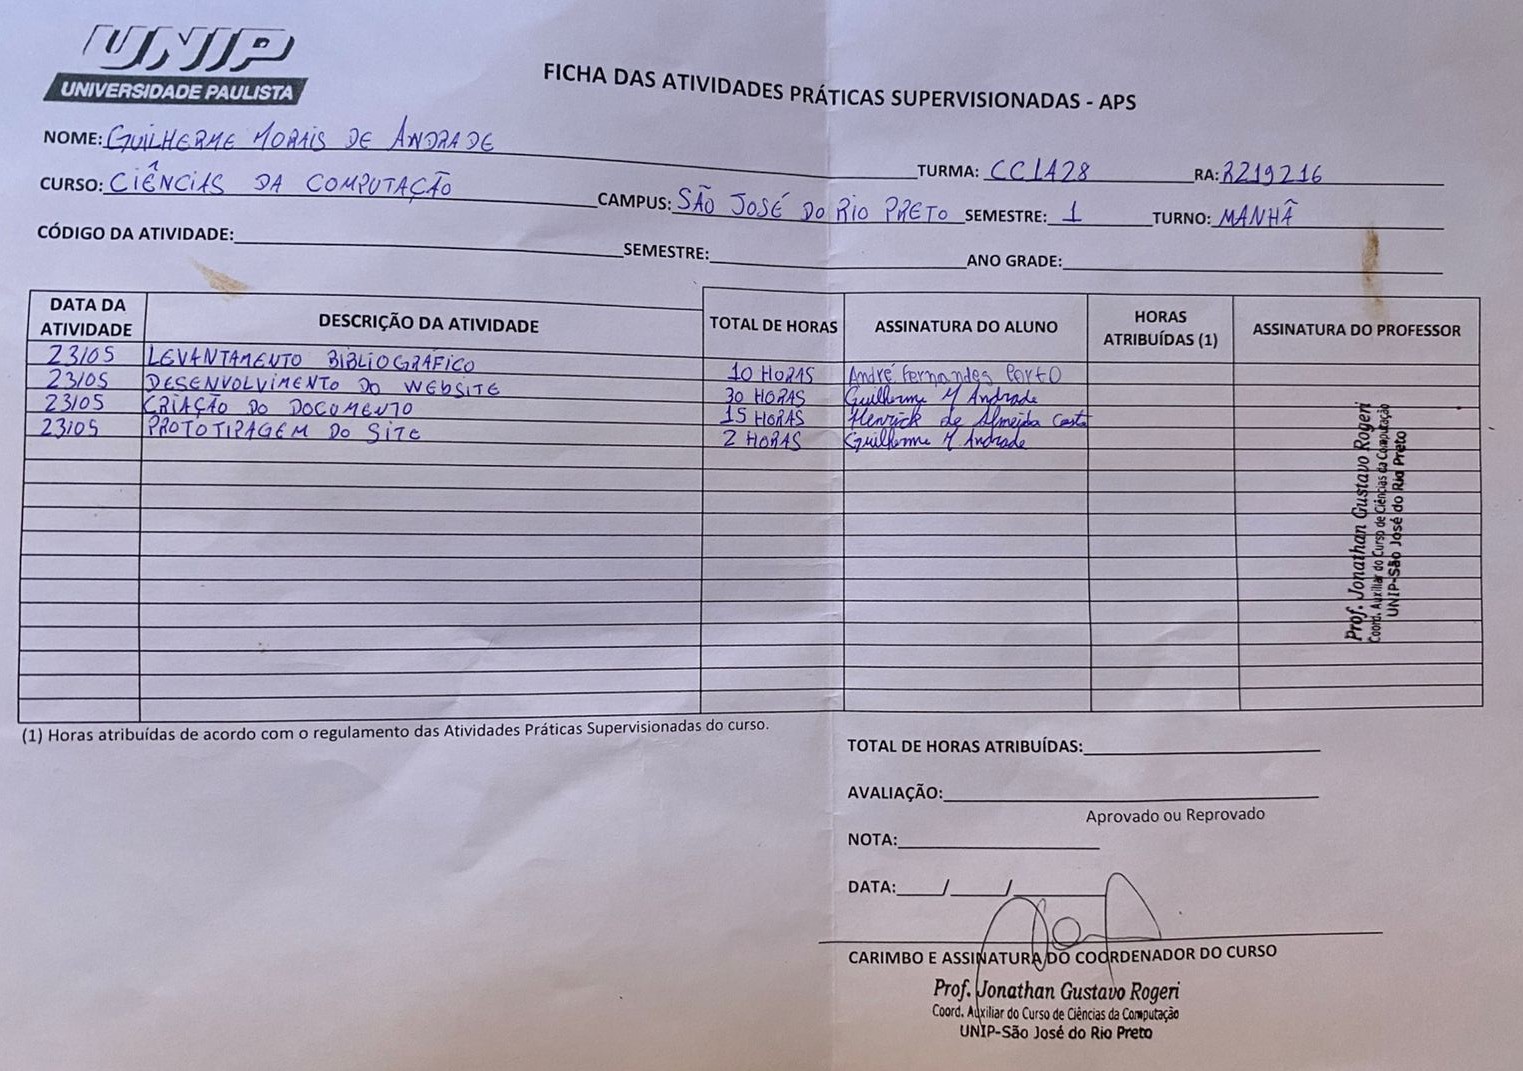 UNIP
UNIVERSIDADE PAULISTA
FICHA DAS ATIVIDADES PRÁTICAS SUPERVISIONADAS - APS
NOME: GUILHERME MORAIS DE ANDRADE
TURMA: CC1A28 RA: R219216
CURSO: CIÊNCIAS DA COMPUTAÇÃO CAMPUS: SÃO JOSÉ DO RIO PRETO SEMESTRE: 1 TURNO: MANHÃ
CÓDIGO DA ATIVIDADE: SEMESTRE: ANO GRADE:
DATA DA ATIVIDADE DESCRIÇÃO DA ATIVIDADE TOTAL DE HORAS ASSINATURA DO ALUNO HORAS ATRIBUÍDAS (1) ASSINATURA DO PROFESSOR
23/05 LEVANTAMENTO BIBLIOGRÁFICO 10 HORAS André Fernandes Porto
23/05 DESENVOLVIMENTO DO WEBSITE 30 HORAS Guilherme M Andrade
23/05 CRIAÇÃO DO DOCUMENTO 15 HORAS Henrick de Almeida Costa
23/05 PROTOTIPAGEM DO SITE 2 HORAS Guilherme M Andrade
Prof. Jonathan Gustavo Rogeri
Coord. Auxiliar do Curso de Ciências da Computação
UNIP-São José do Rio Preto
(1) Horas atribuídas de acordo com o regulamento das Atividades Práticas Supervisionadas do curso.
TOTAL DE HORAS ATRIBUÍDAS:
AVALIAÇÃO:
Aprovado ou Reprovado
NOTA:
DATA: / /
CARIMBO E ASSINATURA DO COORDENADOR DO CURSO
Prof. Jonathan Gustavo Rogeri
Coord. Auxiliar do Curso de Ciências da Computação
UNIP-São José do Rio Preto